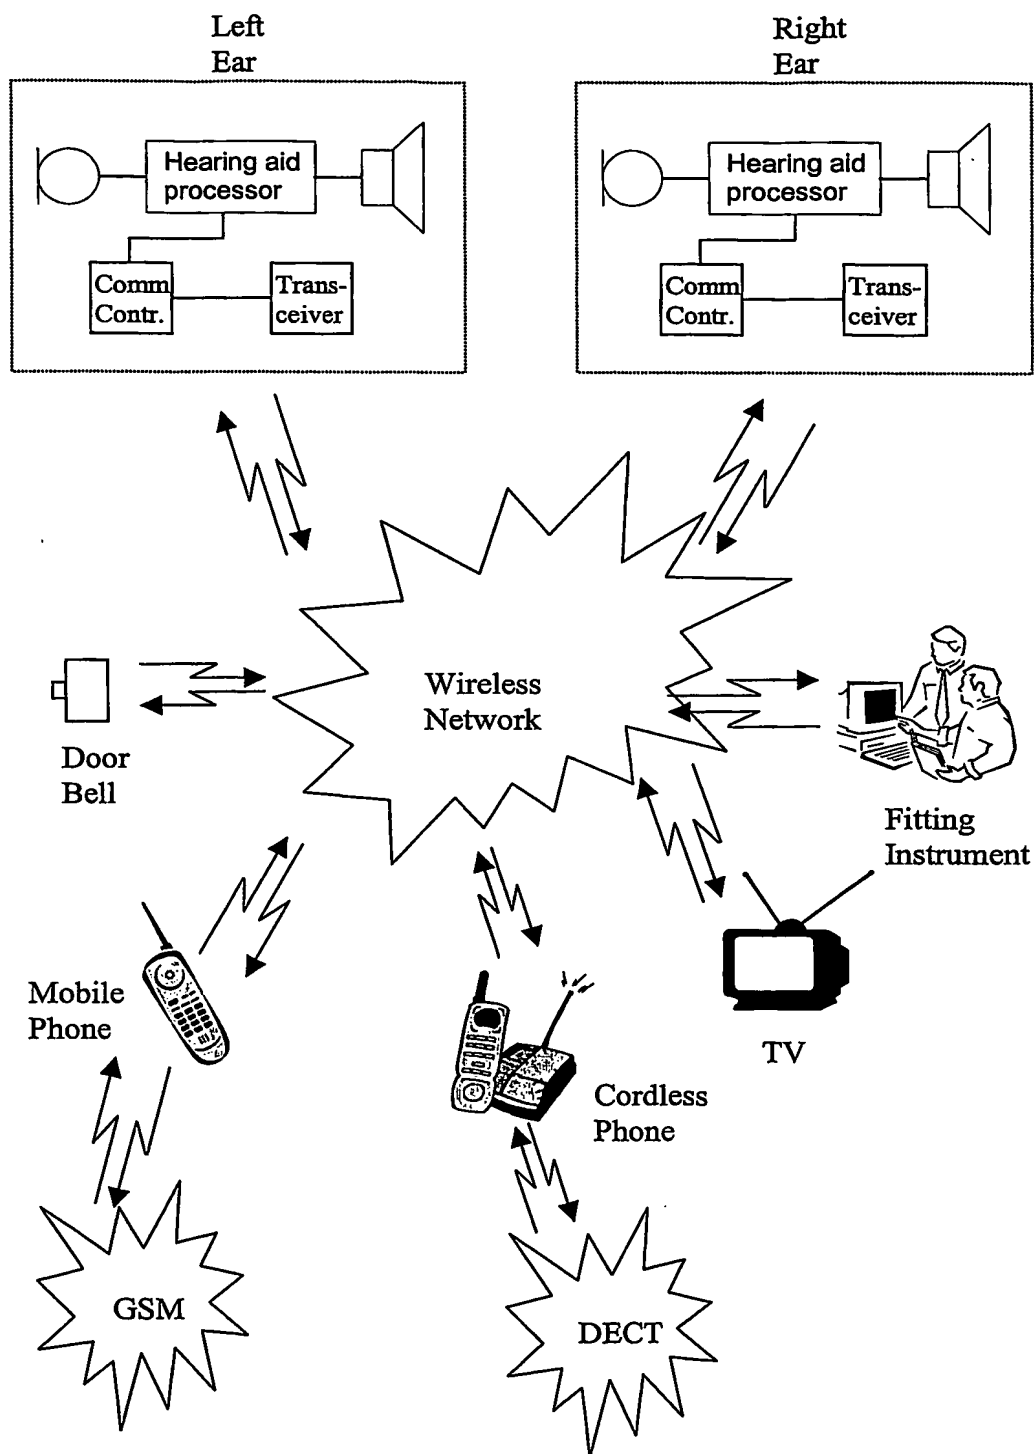 Left
Ear
Right
Ear
Hearing aid
processor
Comm
Contr.
Trans-
ceiver
Hearing aid
processor
Comm
Contr.
Trans-
ceiver
Wireless
Network
Door
Bell
Fitting
Instrument
Mobile
Phone
TV
Cordless
Phone
GSM
DECT